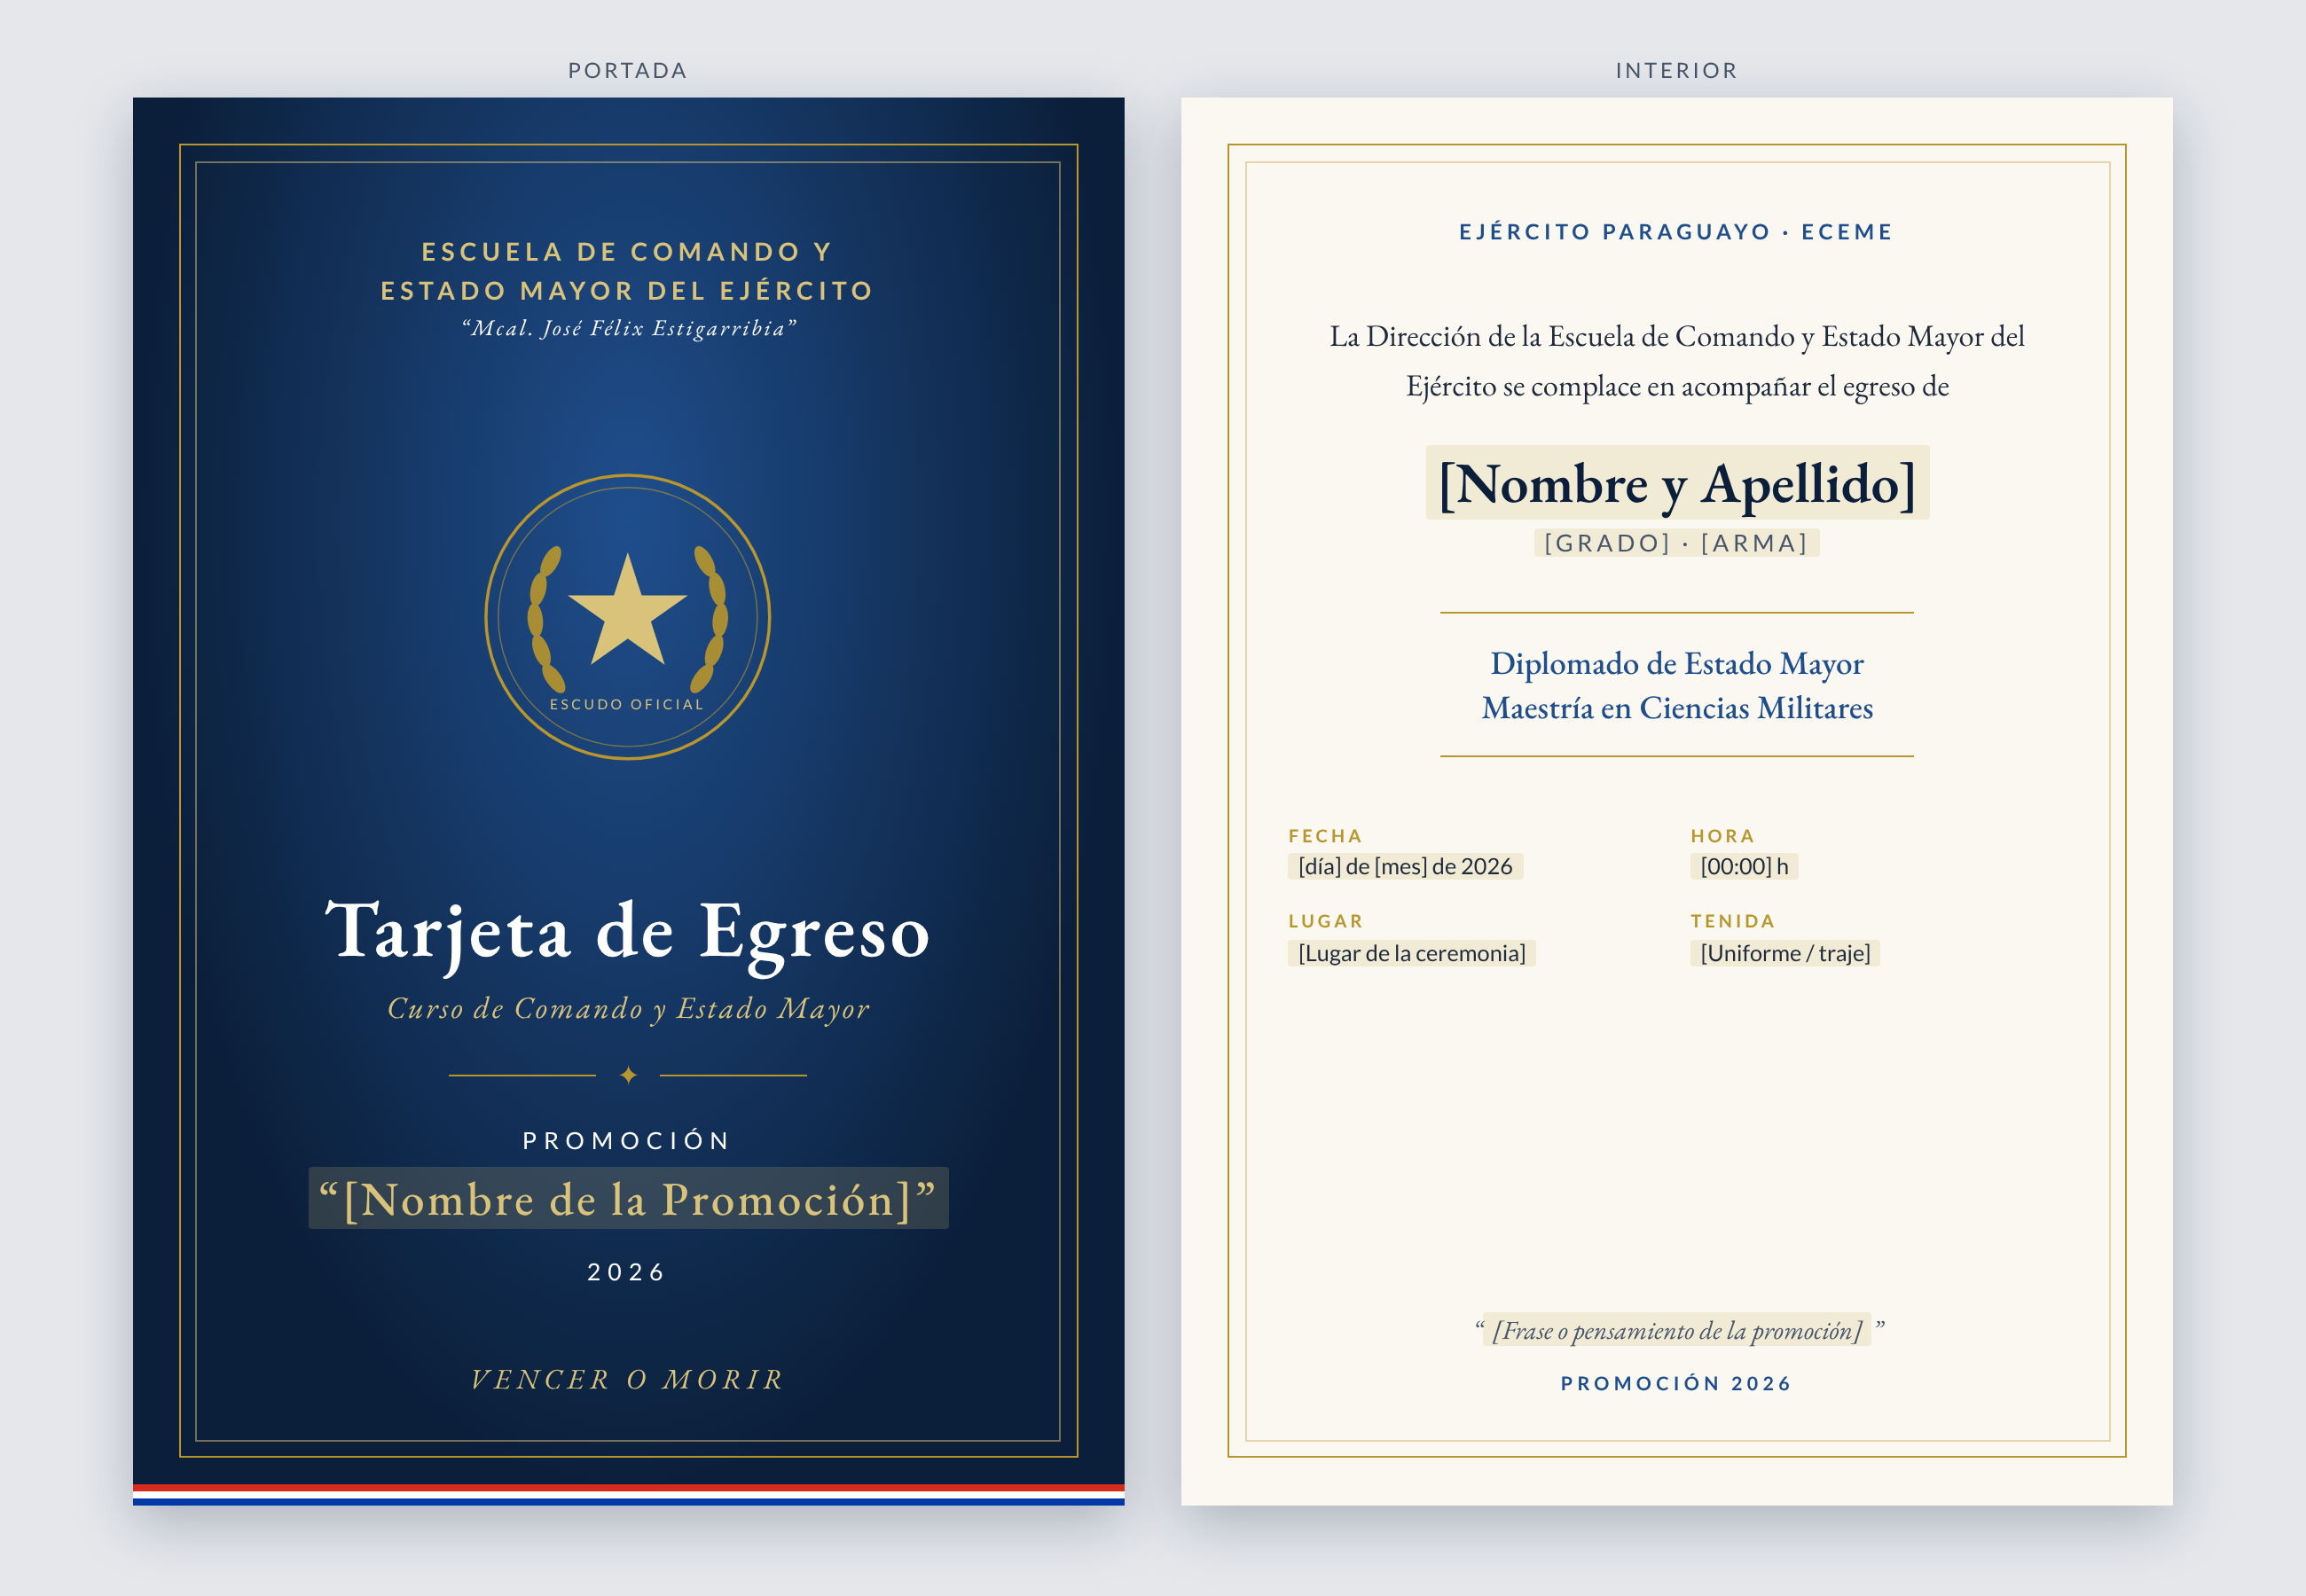 PORTADA
ESCUELA DE COMANDO Y
ESTADO MAYOR DEL EJÉRCITO
“Mcal. José Félix Estigarribia”
ESCUDO OFICIAL
Tarjeta de Egreso
Curso de Comando y Estado Mayor
PROMOCIÓN
“[Nombre de la Promoción]”
2026
VENCER O MORIR
INTERIOR
EJÉRCITO PARAGUAYO · ECEME
La Dirección de la Escuela de Comando y Estado Mayor del
Ejército se complace en acompañar el egreso de
[Nombre y Apellido]
[GRADO] · [ARMA]
Diplomado de Estado Mayor
Maestría en Ciencias Militares
FECHA
[día] de [mes] de 2026
HORA
[00:00] h
LUGAR
[Lugar de la ceremonia]
TENIDA
[Uniforme / traje]
“ [Frase o pensamiento de la promoción] ”
PROMOCIÓN 2026